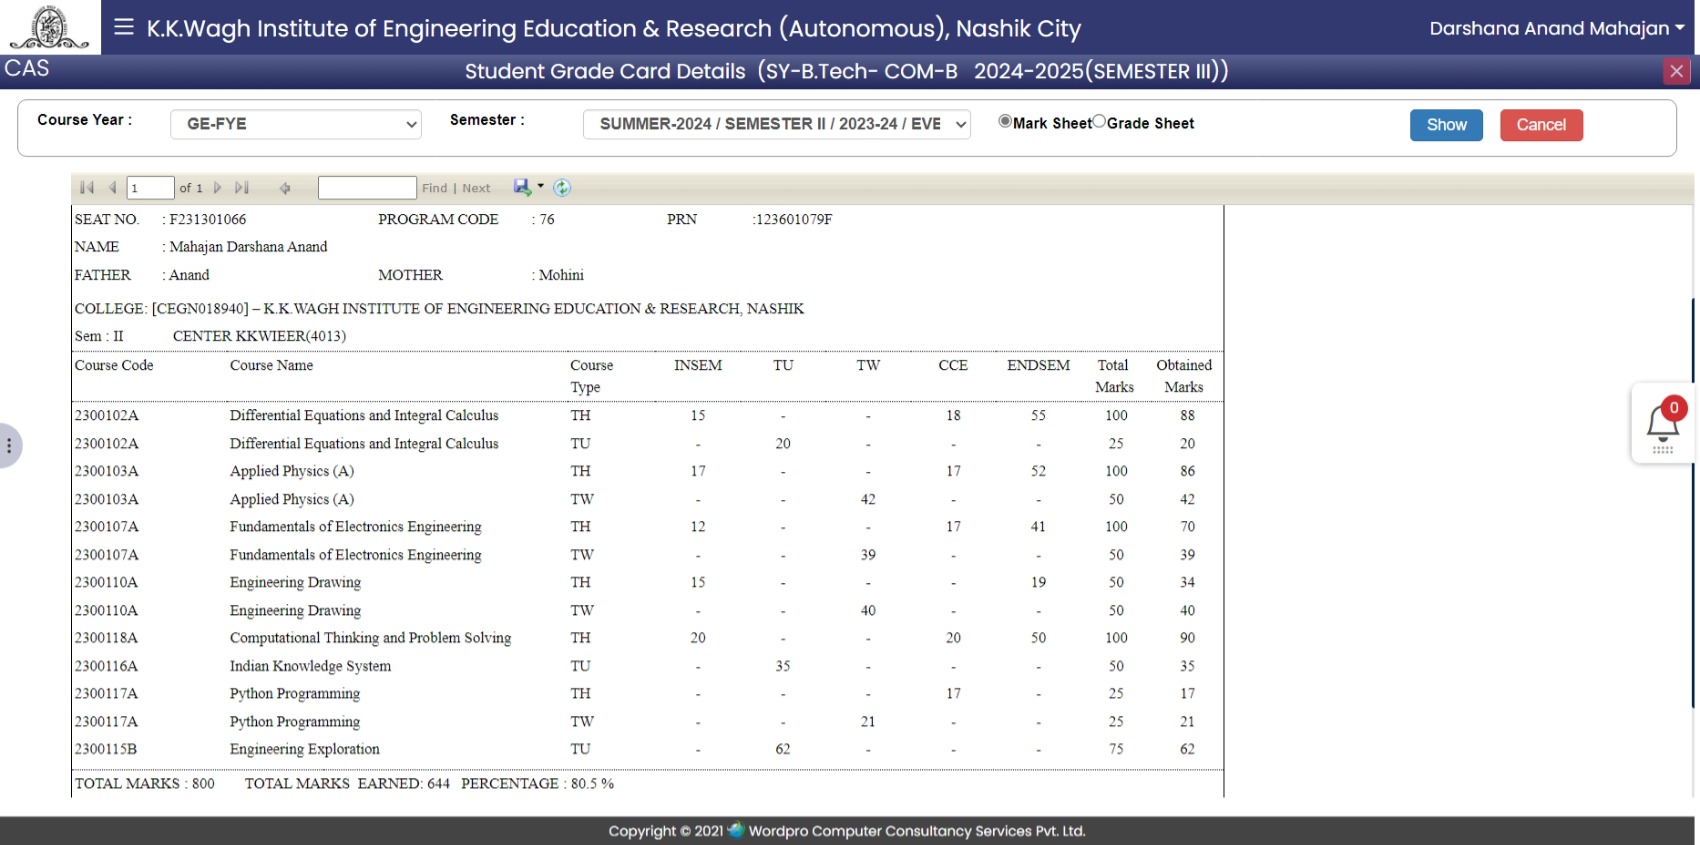 K.K.Wagh Institute of Engineering Education & Research (Autonomous), Nashik City
Darshana Anand Mahajan
CAS
Student Grade Card Details (SY-B.Tech- COM-B 2024-2025(SEMESTER III))
Course Year : GE-FYE Semester : SUMMER-2024 / SEMESTER II / 2023-24 / EVE Mark Sheet Grade Sheet Show Cancel
1 of 1 Find | Next
SEAT NO. : F231301066 PROGRAM CODE : 76 PRN :123601079F
NAME : Mahajan Darshana Anand
FATHER : Anand MOTHER : Mohini
COLLEGE: [CEGN018940] – K.K.WAGH INSTITUTE OF ENGINEERING EDUCATION & RESEARCH, NASHIK
Sem : II CENTER KKWIEER(4013)
Course Code Course Name Course Type INSEM TU TW CCE ENDSEM Total Marks Obtained Marks
2300102A Differential Equations and Integral Calculus TH 15 - - 18 55 100 88
2300102A Differential Equations and Integral Calculus TU - 20 - - - 25 20
2300103A Applied Physics (A) TH 17 - - 17 52 100 86
2300103A Applied Physics (A) TW - - 42 - - 50 42
2300107A Fundamentals of Electronics Engineering TH 12 - - 17 41 100 70
2300107A Fundamentals of Electronics Engineering TW - - 39 - - 50 39
2300110A Engineering Drawing TH 15 - - - 19 50 34
2300110A Engineering Drawing TW - - 40 - - 50 40
2300118A Computational Thinking and Problem Solving TH 20 - - 20 50 100 90
2300116A Indian Knowledge System TU - 35 - - - 50 35
2300117A Python Programming TH - - - 17 - 25 17
2300117A Python Programming TW - - 21 - - 25 21
2300115B Engineering Exploration TU - 62 - - - 75 62
TOTAL MARKS : 800 TOTAL MARKS EARNED: 644 PERCENTAGE : 80.5 %
0
Copyright © 2021 Wordpro Computer Consultancy Services Pvt. Ltd.